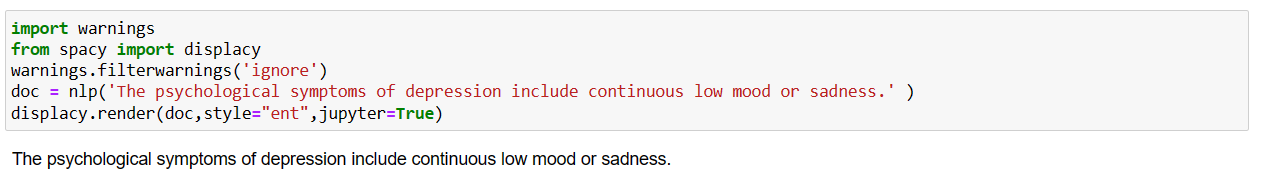 import warnings
from spacy import displacy
warnings.filterwarnings('ignore')
doc = nlp('The psychological symptoms of depression include continuous low mood or sadness.' )
displacy.render(doc,style="ent",jupyter=True)
The psychological symptoms of depression include continuous low mood or sadness.